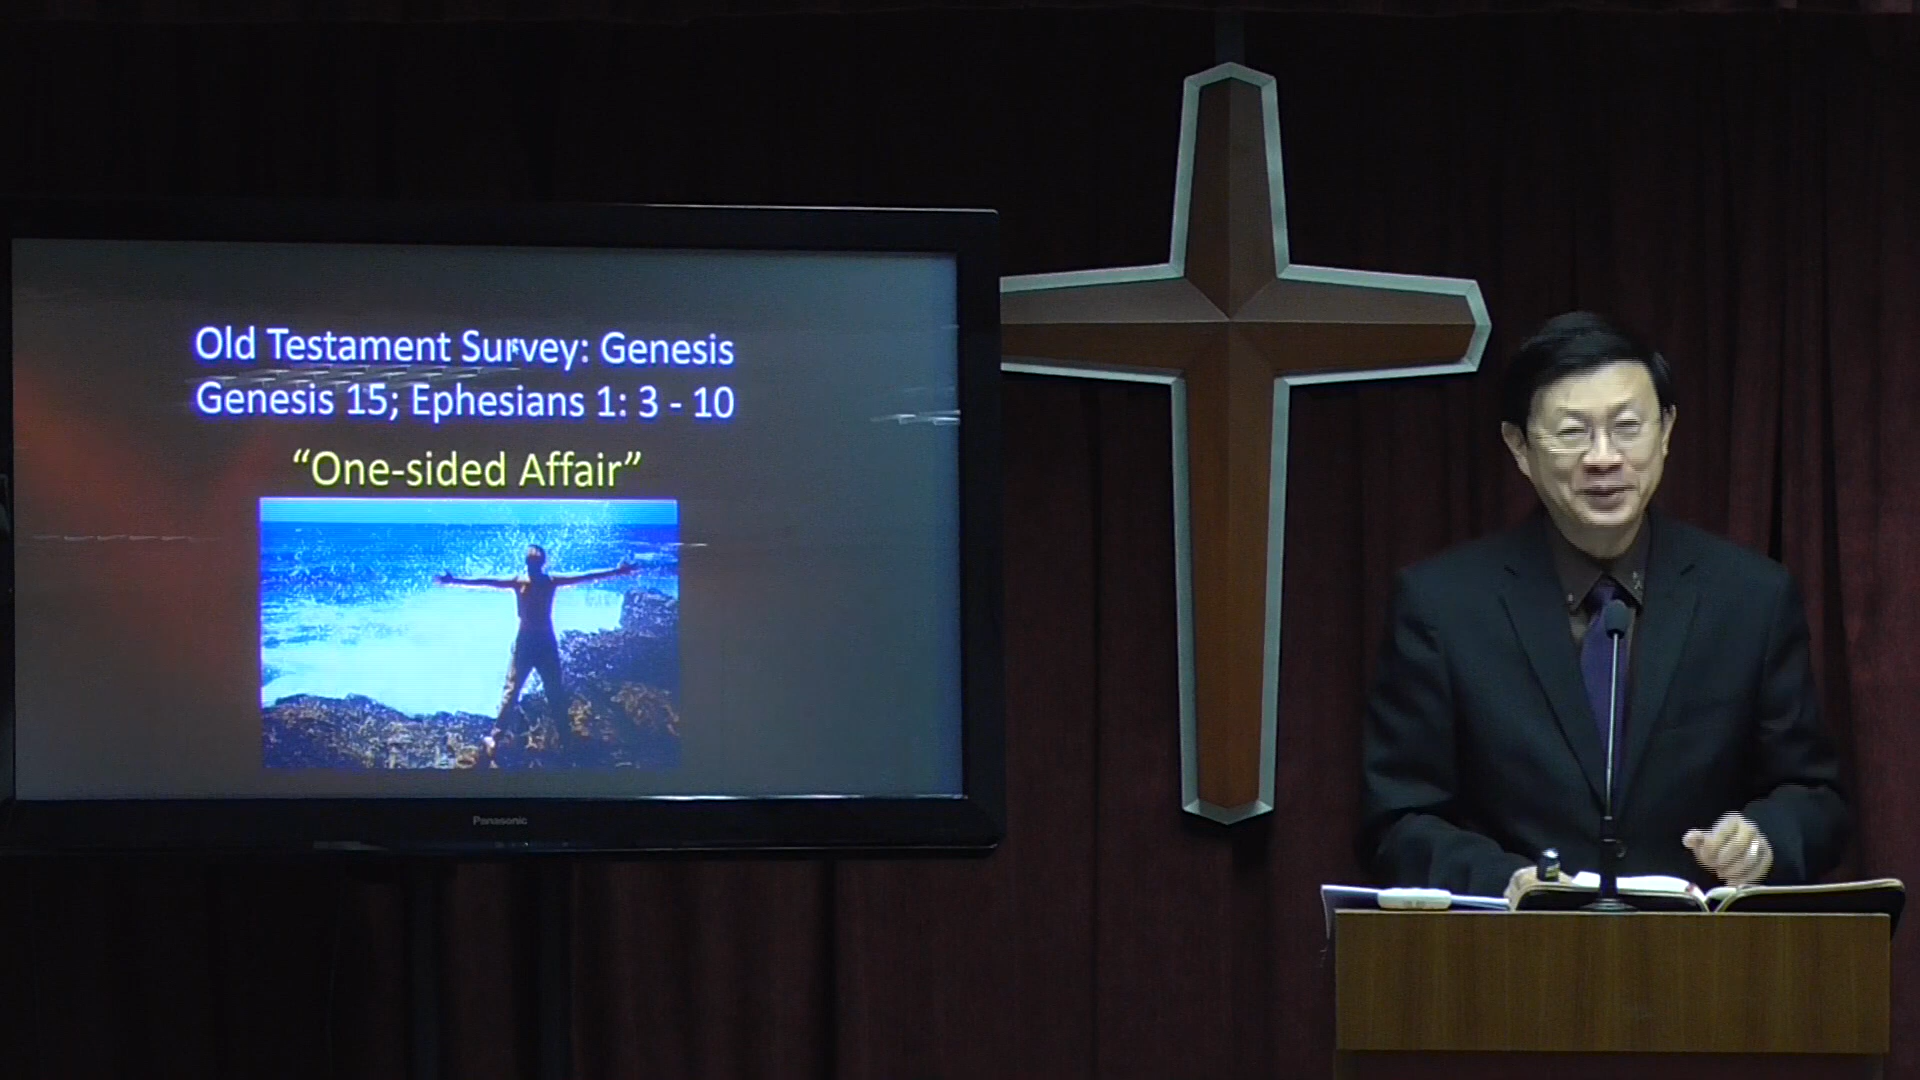 Old Testament Survey: Genesis
Genesis 15; Ephesians 1: 3 - 10
“One-sided Affair”
Panasonic